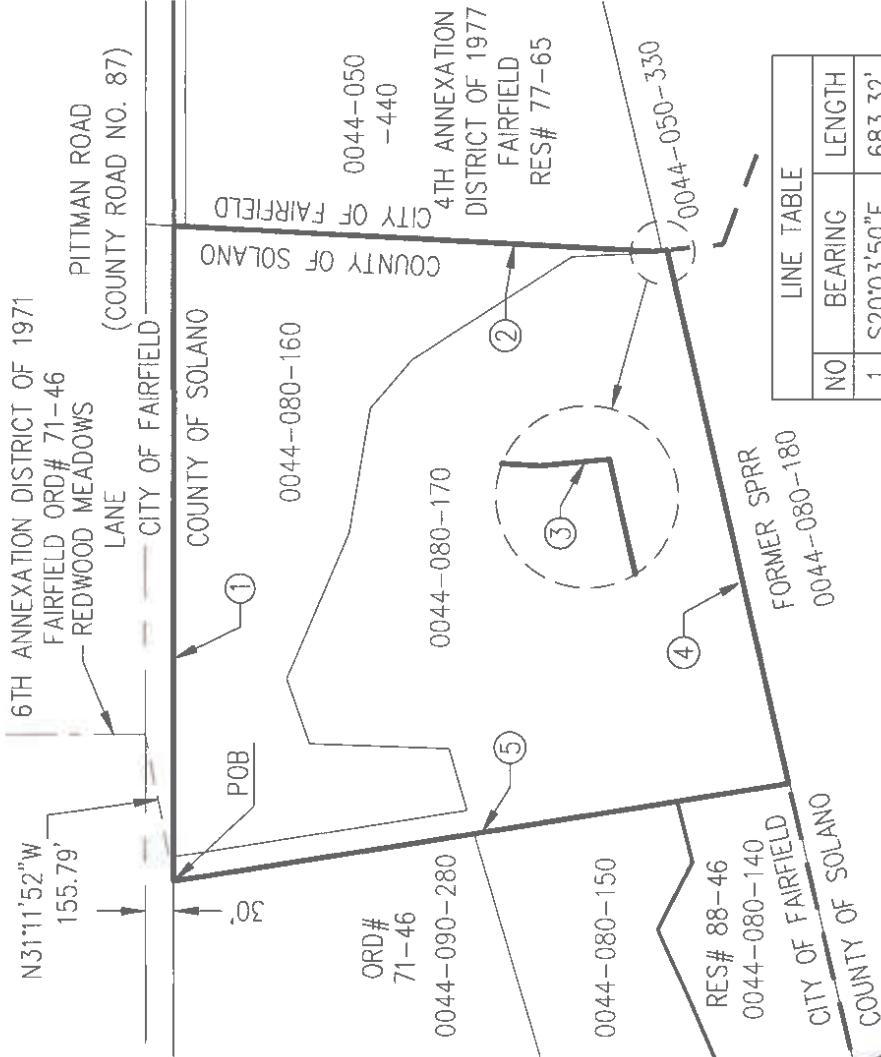 6TH ANNEXATION DISTRICT OF 1971
FAIRFIELD ORD# 71-46
REDWOOD MEADOWS
LANE
PITTMAN ROAD
(COUNTY ROAD NO. 87)
N31°11'52"W
155.79'
CITY OF FAIRFIELD
COUNTY OF SOLANO
30'
POB
1
0044-080-160
COUNTY OF SOLANO
CITY OF FAIRFIELD
0044-050
-440
4TH ANNEXATION
DISTRICT OF 1977
FAIRFIELD
RES# 77-65
2
0044-050-330
0044-080-170
3
4
5
ORD#
71-46
0044-090-280
0044-080-150
RES# 88-46
0044-080-140
CITY OF FAIRFIELD
COUNTY OF SOLANO
FORMER SPRR
0044-080-180
LINE TABLE
NO BEARING LENGTH
1 S20°03'50"E 683.32'